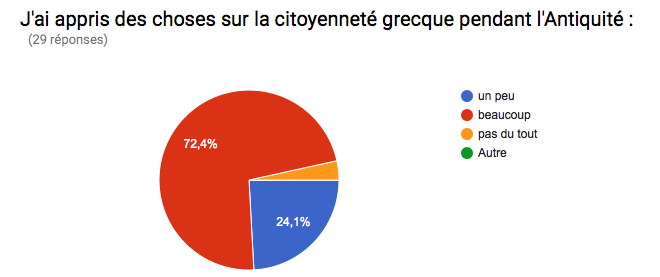 J'ai appris des choses sur la citoyenneté grecque pendant l'Antiquité :
(29 réponses)
un peu
beaucoup
pas du tout
Autre
72,4%
24,1%